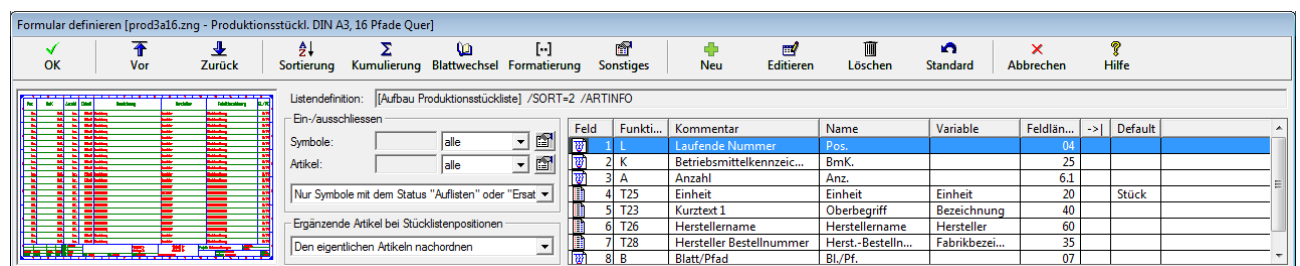 Formular definieren [prod3a16.zng - Produktionsstückl. DIN A3, 16 Pfade Quer]
OK Vor Zurück Sortierung Kumulierung Blattwechsel Formatierung Sonstiges Neu Editieren Löschen Standard Abbrechen Hilfe
Listendefinition: [Aufbau Produktionsstückliste] /SORT=2 /ARTINFO
Ein-/ausschliessen
Symbole: alle
Artikel: alle
Nur Symbole mit dem Status "Auflisten" oder "Ersat
Ergänzende Artikel bei Stücklistenpositionen
Den eigentlichen Artikeln nachordnen
Feld Funkti... Kommentar Name Variable Feldlän... ->| Default
1 L Laufende Nummer Pos. 04
2 K Betriebsmittelkennzeic... BmK. 25
3 A Anzahl Anz. 6.1
4 T25 Einheit Einheit Einheit 20 Stück
5 T23 Kurztext 1 Oberbegriff Bezeichnung 40
6 T26 Herstellername Herstellername Hersteller 60
7 T28 Hersteller Bestellnummer Herst.-Bestelln... Fabrikbezei... 35
8 B Blatt/Pfad Bl./Pf. 07